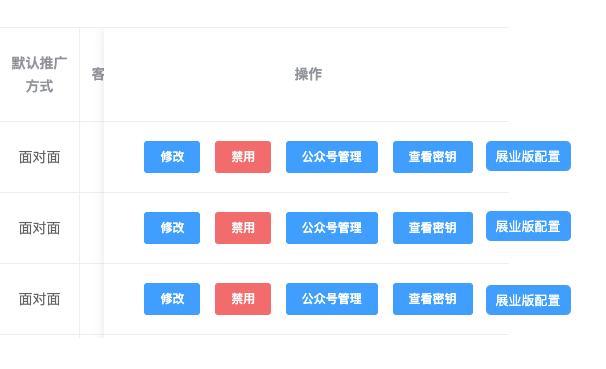 默认推广
方式
客
操作
面对面 修改 禁用 公众号管理 查看密钥 展业版配置
面对面 修改 禁用 公众号管理 查看密钥 展业版配置
面对面 修改 禁用 公众号管理 查看密钥 展业版配置